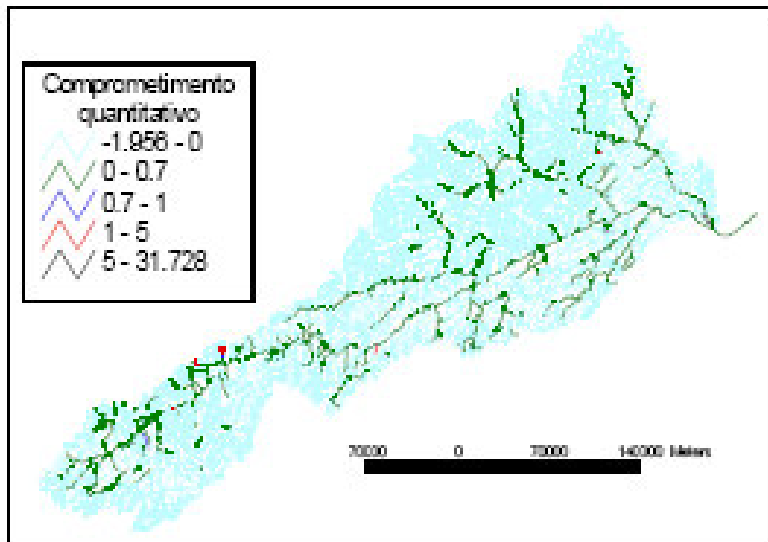 Comprometimento
quantitativo
-1.956 - 0
0 - 0.7
0.7 - 1
1 - 5
5 - 31.728
70000 0 70000 140000 Meters